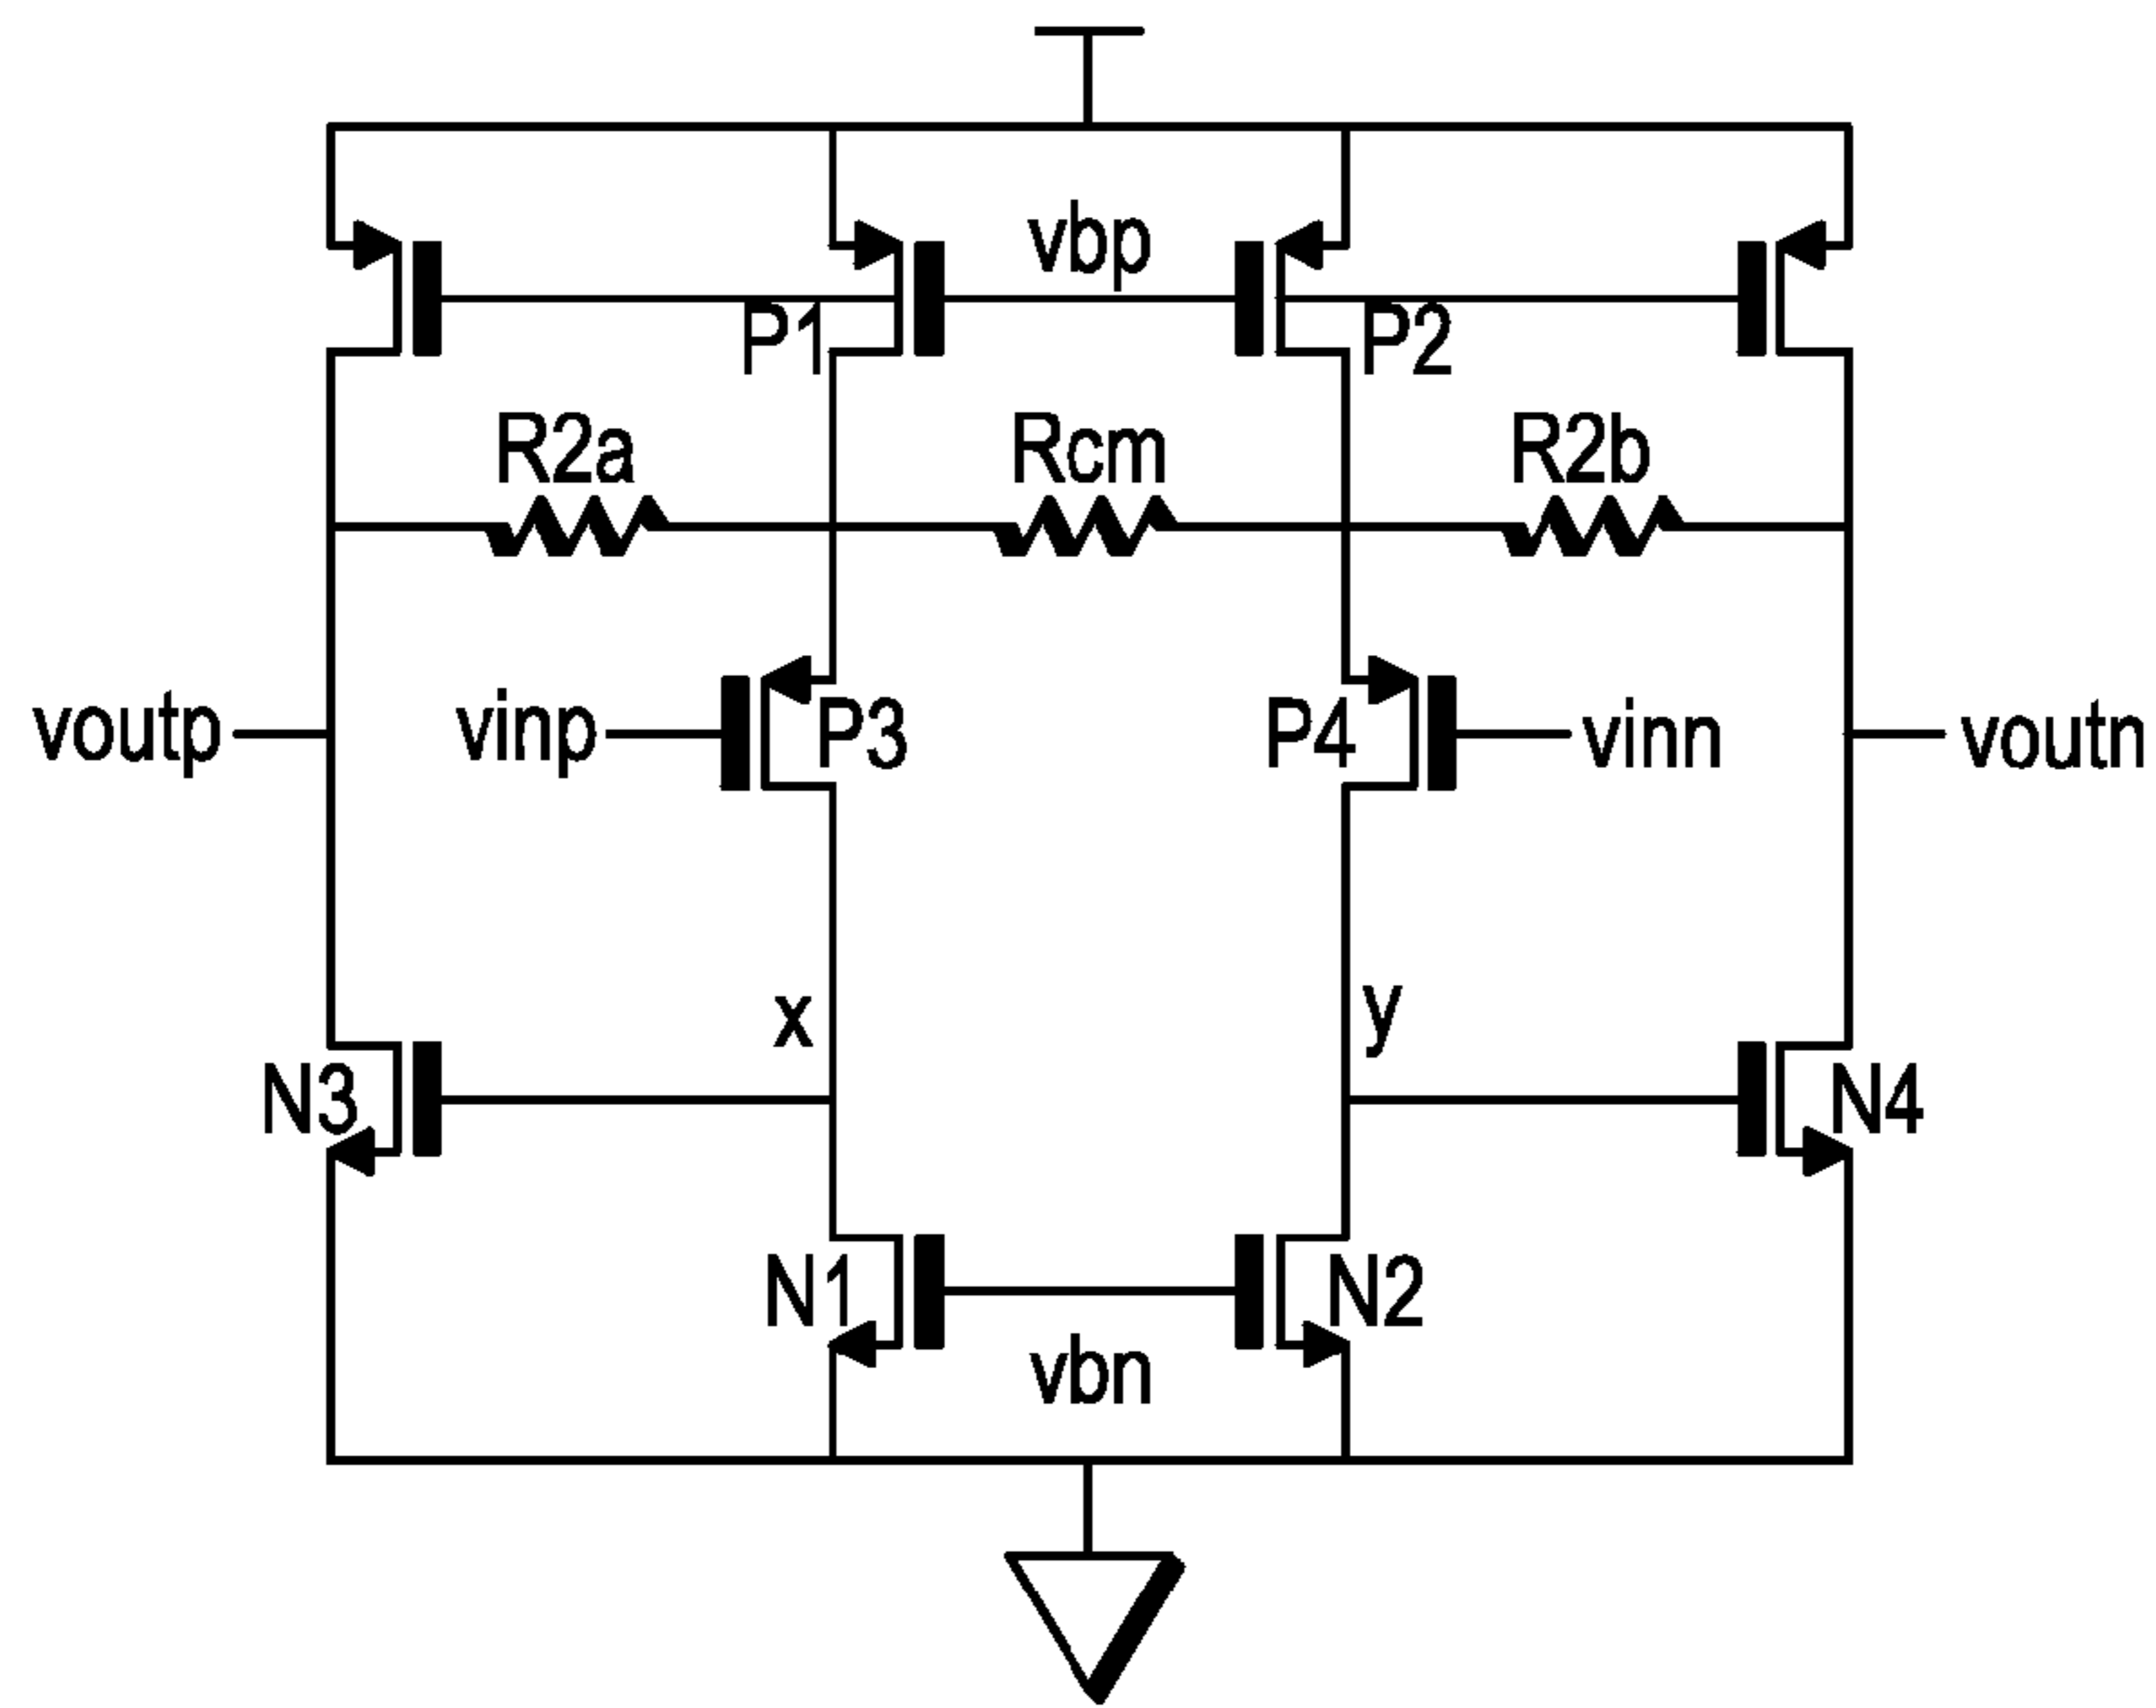 vbp
P1
P2
R2a
Rcm
R2b
voutp
vinp
P3
P4
vinn
voutn
x
y
N3
N4
N1
N2
vbn